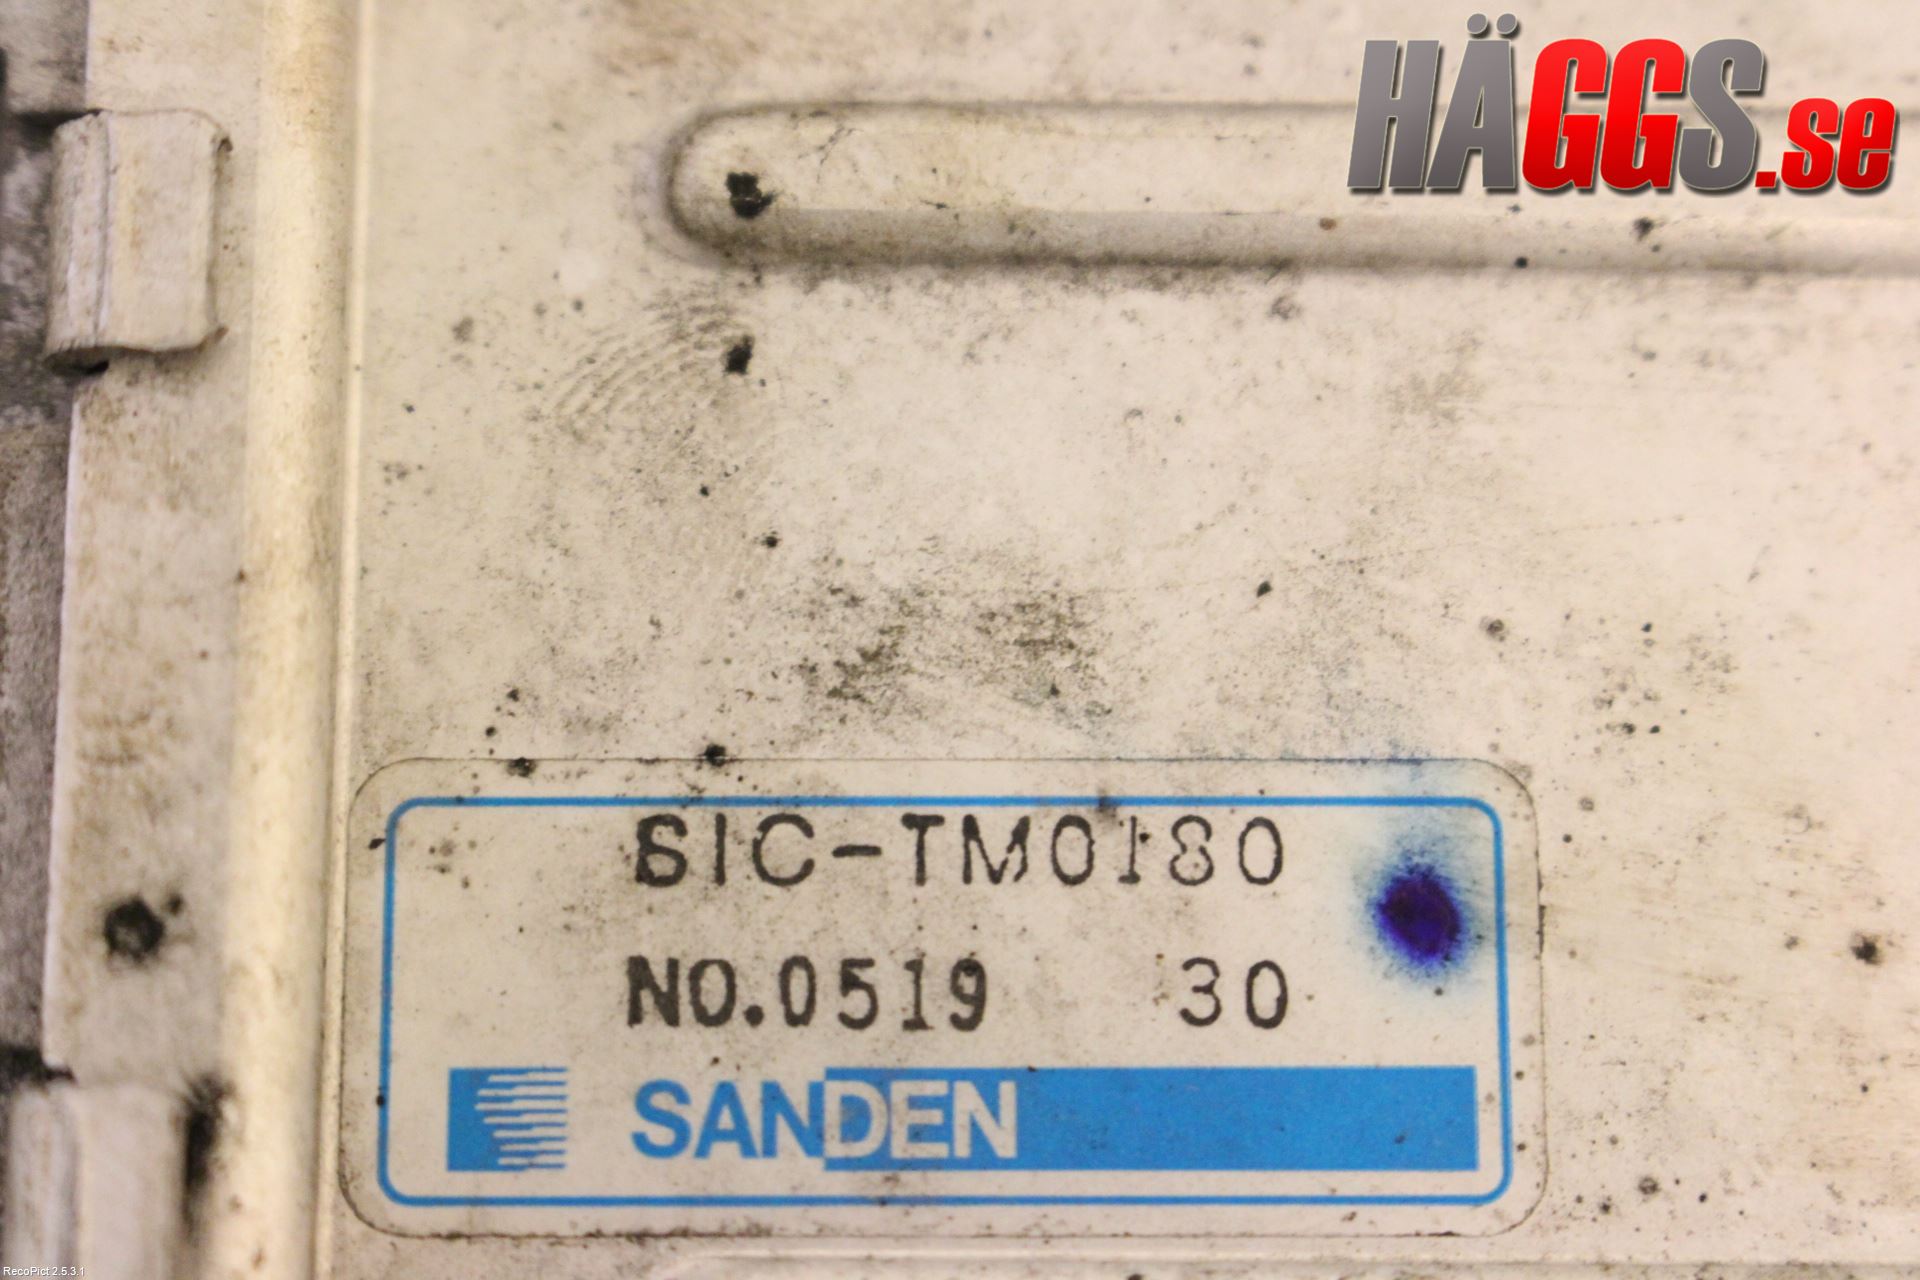 HÄGGS.se
SIC-TM0180
NO.0519 30
SANDEN
RecoPict 2.5.3.1